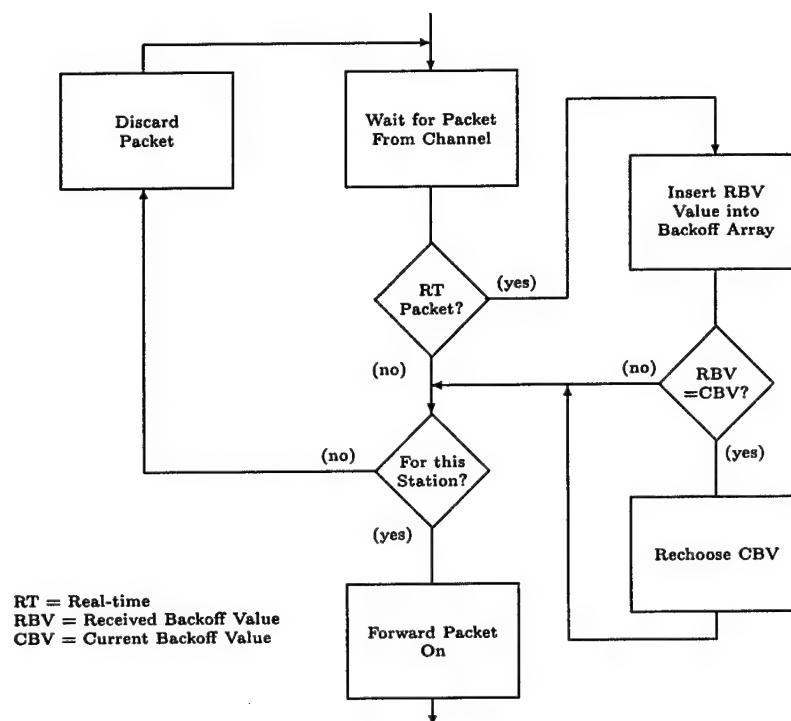 Discard
Packet
Wait for Packet
From Channel
Insert RBV
Value into
Backoff Array
RT
Packet?
(yes)
(no)
RBV
=CBV?
(no)
(yes)
For this
Station?
(no)
(yes)
Rechoose CBV
Forward Packet
On
RT = Real-time
RBV = Received Backoff Value
CBV = Current Backoff Value